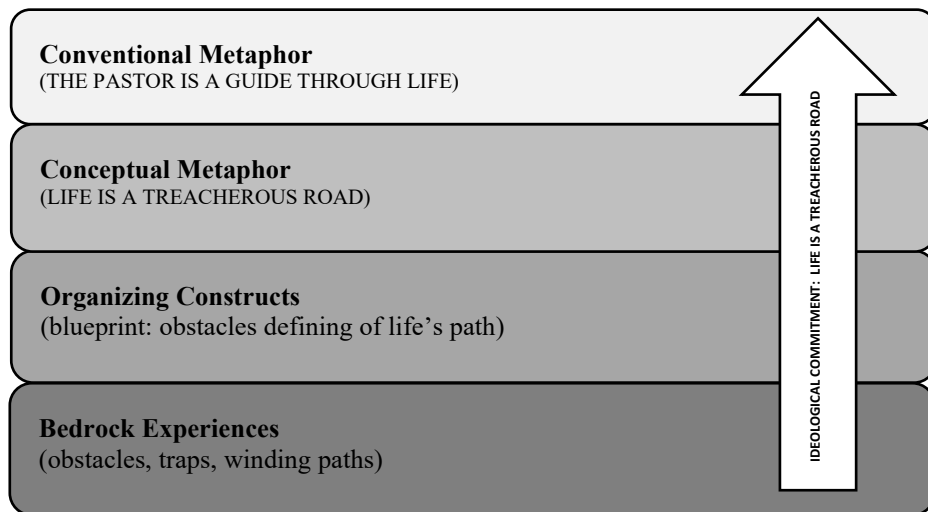 Conventional Metaphor
(THE PASTOR IS A GUIDE THROUGH LIFE)
Conceptual Metaphor
(LIFE IS A TREACHEROUS ROAD)
Organizing Constructs
(blueprint: obstacles defining of life’s path)
Bedrock Experiences
(obstacles, traps, winding paths)
IDEOLOGICAL COMMITMENT: LIFE IS A TREACHEROUS ROAD